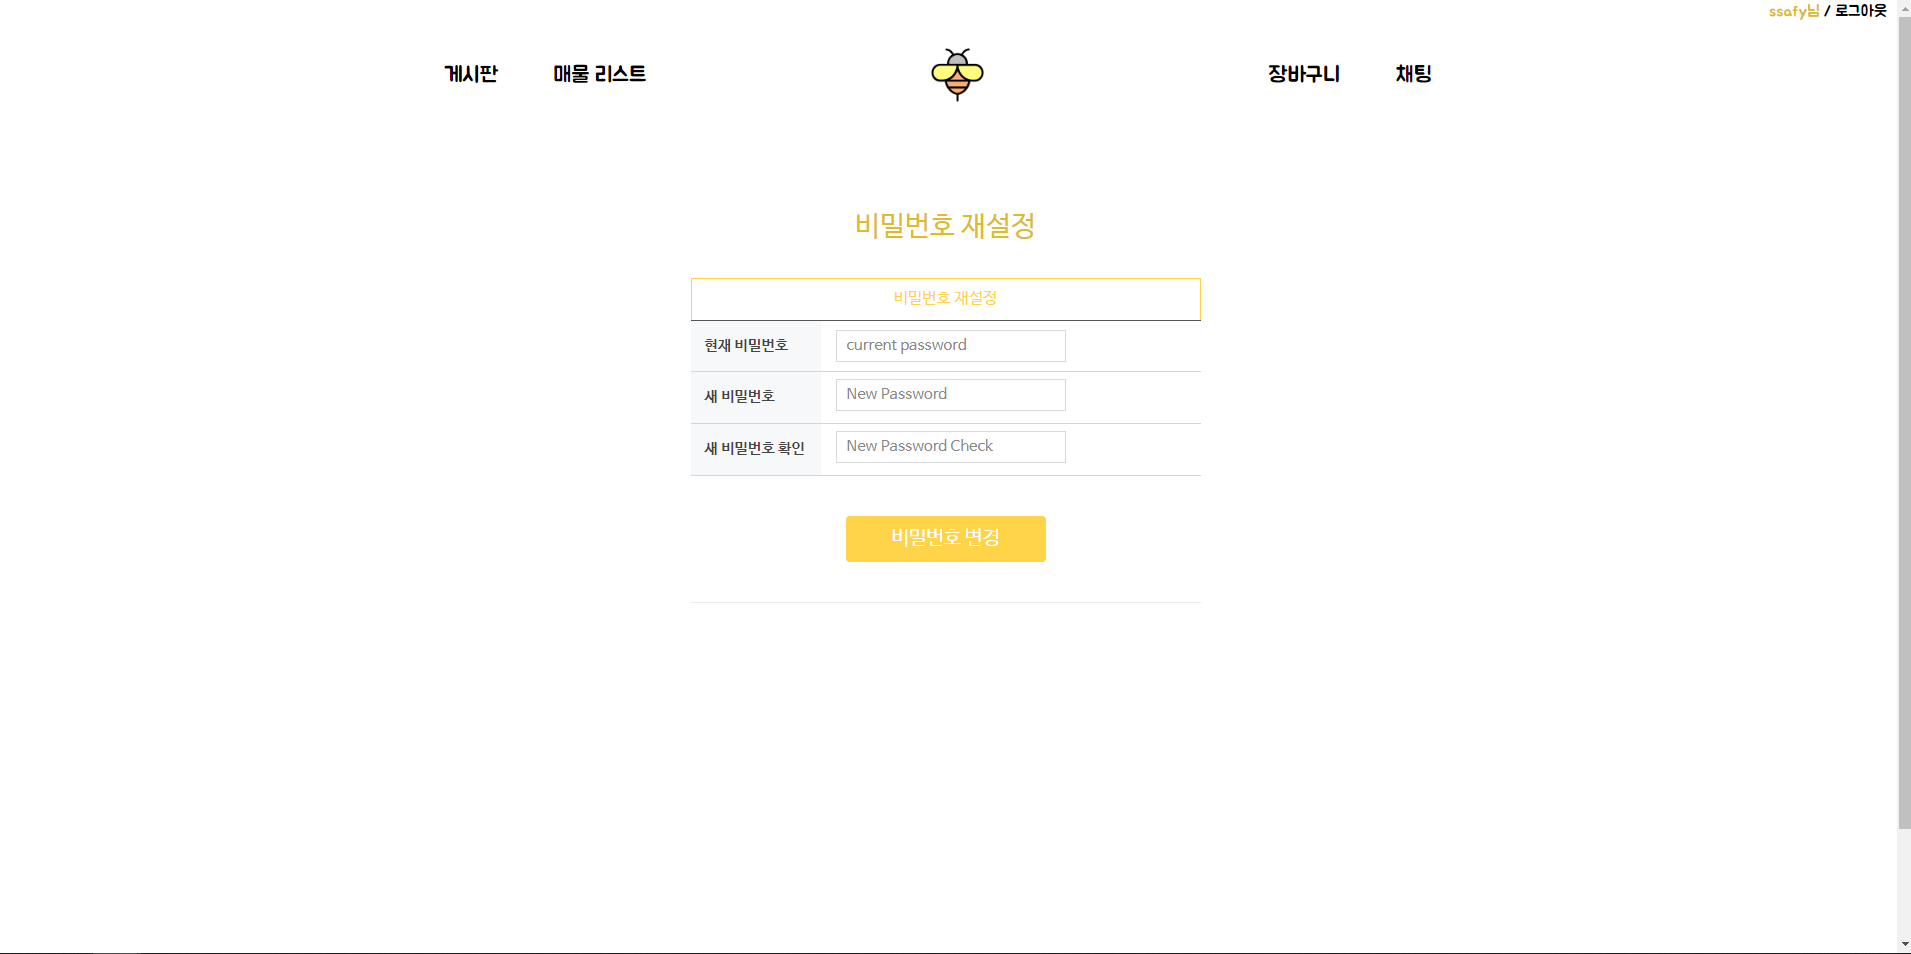 ssafy님 / 로그아웃
게시판 매물 리스트 장바구니 채팅
비밀번호 재설정
비밀번호 재설정
현재 비밀번호 current password
새 비밀번호 New Password
새 비밀번호 확인 New Password Check
비밀번호 변경